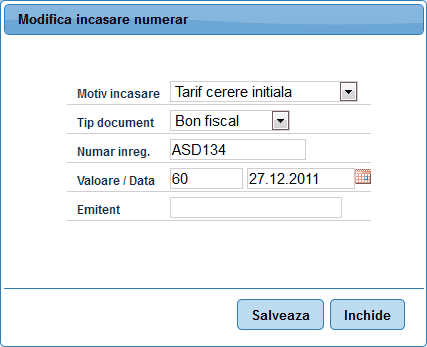 Modifica incasare numerar
Motiv incasare Tarif cerere initiala
Tip document Bon fiscal
Numar inreg. ASD134
Valoare / Data 60 27.12.2011
Emitent
Salveaza Inchide